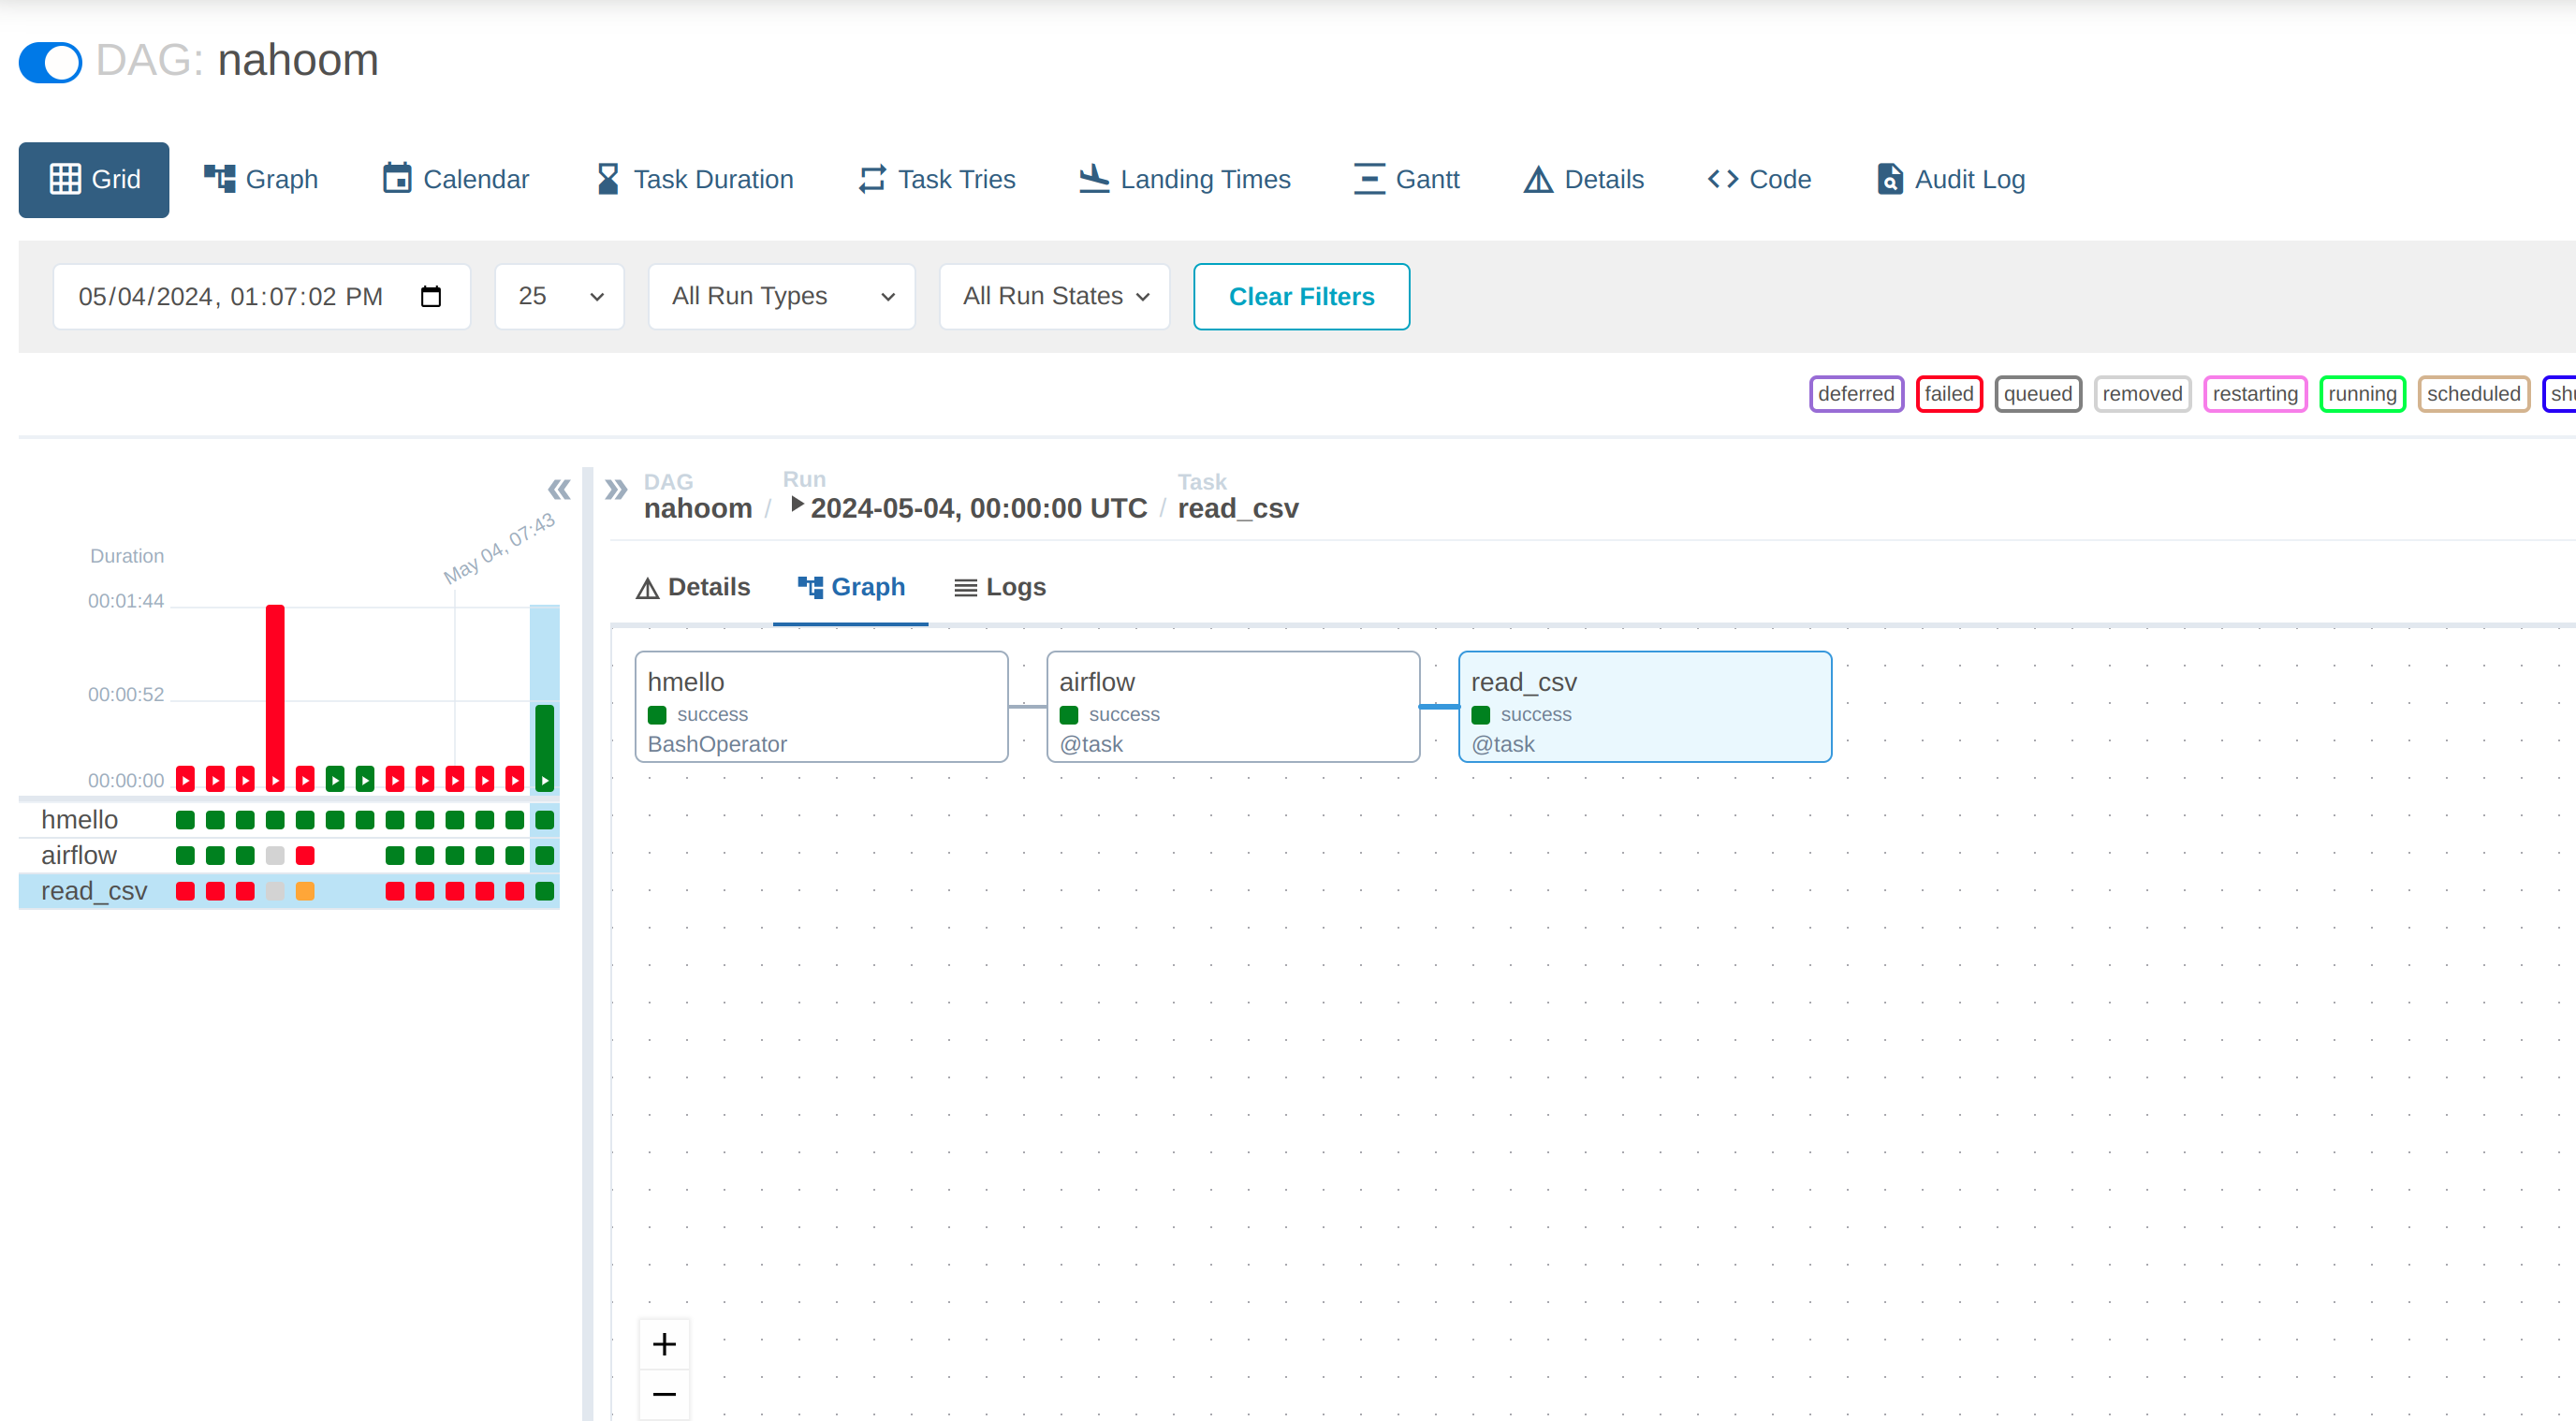 DAG: nahoom
Grid Graph Calendar Task Duration Task Tries Landing Times Gantt Details Code Audit Log
05/04/2024, 01:07:02 PM 25 All Run Types All Run States Clear Filters
deferred failed queued removed restarting running scheduled shu
DAG Run Task
nahoom / 2024-05-04, 00:00:00 UTC / read_csv
May 04, 07:43
Duration
00:01:44
00:00:52
00:00:00
hmello
airflow
read_csv
Details Graph Logs
hmello
success
BashOperator
airflow
success
@task
read_csv
success
@task